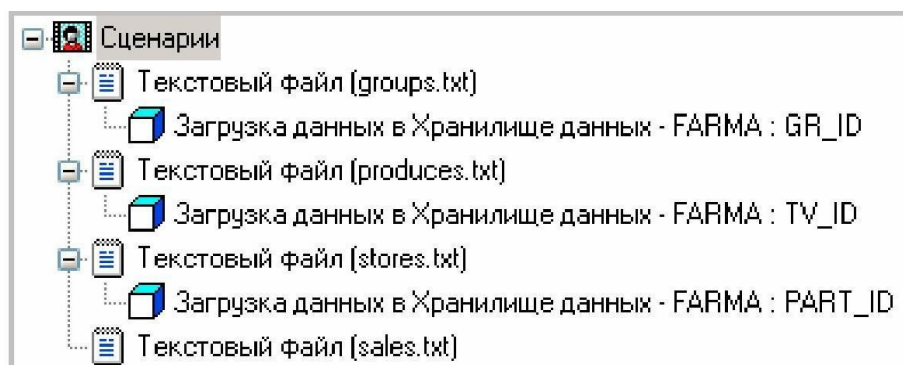 Сценарии
Текстовый файл (groups.txt)
Загрузка данных в Хранилище данных - FARMA : GR_ID
Текстовый файл (produces.txt)
Загрузка данных в Хранилище данных - FARMA : TV_ID
Текстовый файл (stores.txt)
Загрузка данных в Хранилище данных - FARMA : PART_ID
Текстовый файл (sales.txt)